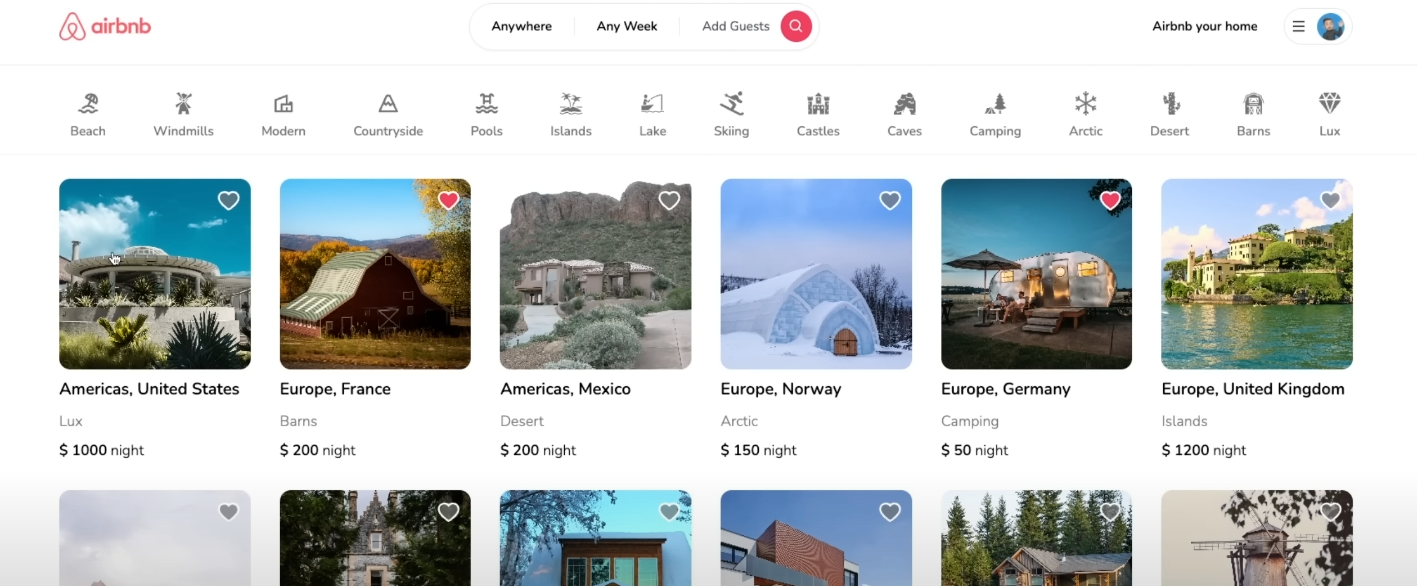 airbnb
Anywhere Any Week Add Guests
Airbnb your home
Beach Windmills Modern Countryside Pools Islands Lake Skiing Castles Caves Camping Arctic Desert Barns Lux
Americas, United States
Lux
$ 1000 night
Europe, France
Barns
$ 200 night
Americas, Mexico
Desert
$ 200 night
Europe, Norway
Arctic
$ 150 night
Europe, Germany
Camping
$ 50 night
Europe, United Kingdom
Islands
$ 1200 night